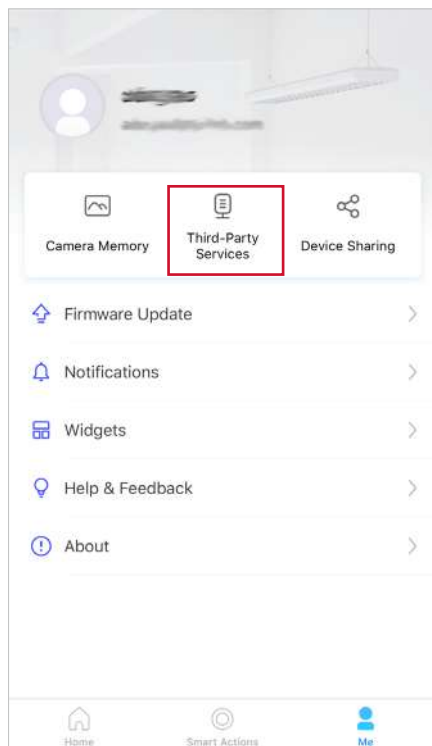 Camera Memory
Third-Party
Services
Device Sharing
Firmware Update
Notifications
Widgets
Help & Feedback
About
Home
Smart Actions
Me